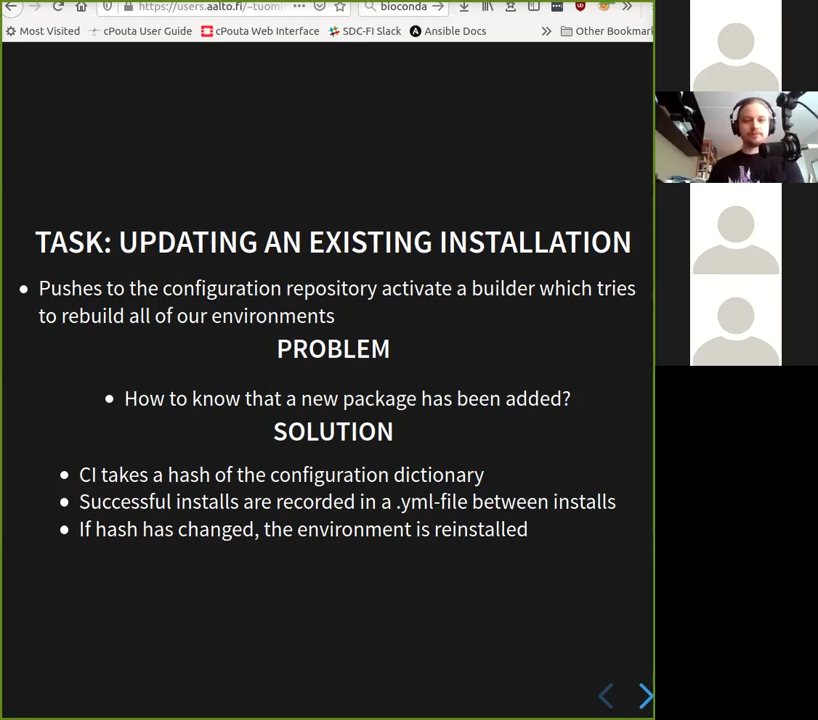 https://users.aalto.fi/~tuom
bioconda
Most Visited
cPouta User Guide
cPouta Web Interface
SDC-FI Slack
Ansible Docs
Other Bookmar
TASK: UPDATING AN EXISTING INSTALLATION
Pushes to the configuration repository activate a builder which tries
to rebuild all of our environments
PROBLEM
How to know that a new package has been added?
SOLUTION
CI takes a hash of the configuration dictionary
Successful installs are recorded in a .yml-file between installs
If hash has changed, the environment is reinstalled